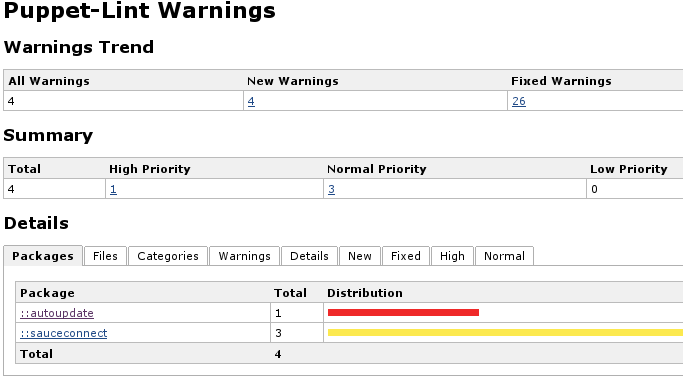 Puppet-Lint Warnings
Warnings Trend
All Warnings New Warnings Fixed Warnings
4 4 26
Summary
Total High Priority Normal Priority Low Priority
4 1 3 0
Details
Packages Files Categories Warnings Details New Fixed High Normal
Package Total Distribution
::autoupdate 1
::sauceconnect 3
Total 4